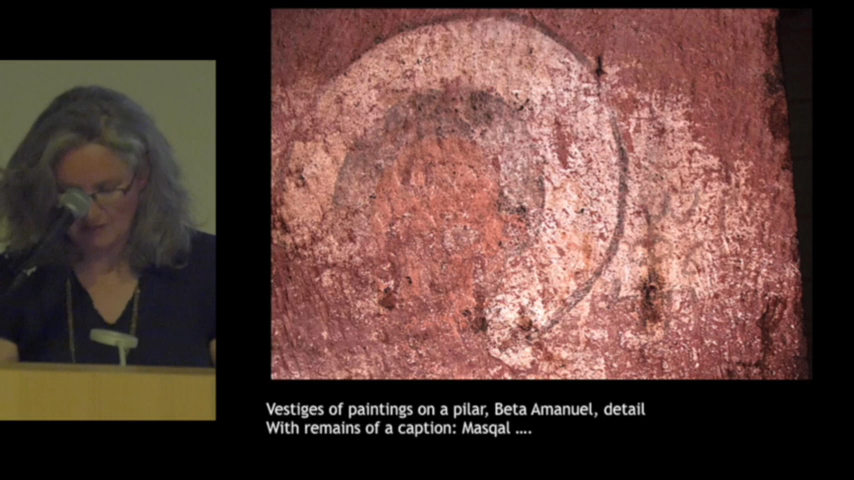 Vestiges of paintings on a pilar, Beta Amanuel, detail
With remains of a caption: Masqal ....